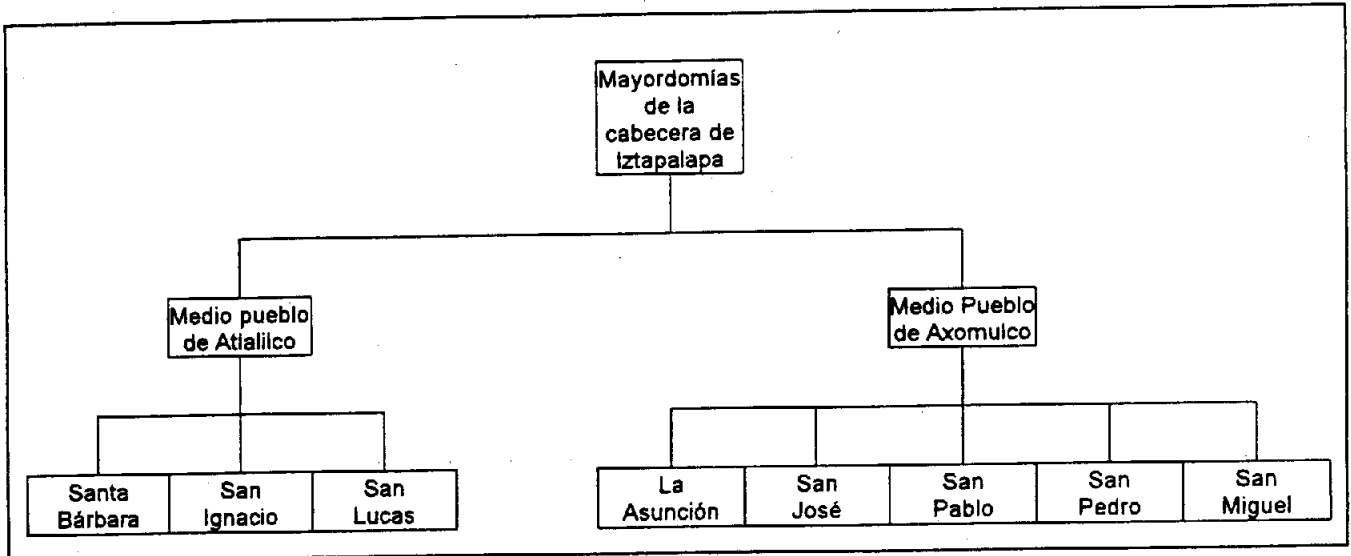 Mayordomías
de la
cabecera de
Iztapalapa
Medio pueblo
de Atlalilco
Medio Pueblo
de Axomulco
Santa
Bárbara
San
Ignacio
San
Lucas
La
Asunción
San
José
San
Pablo
San
Pedro
San
Miguel